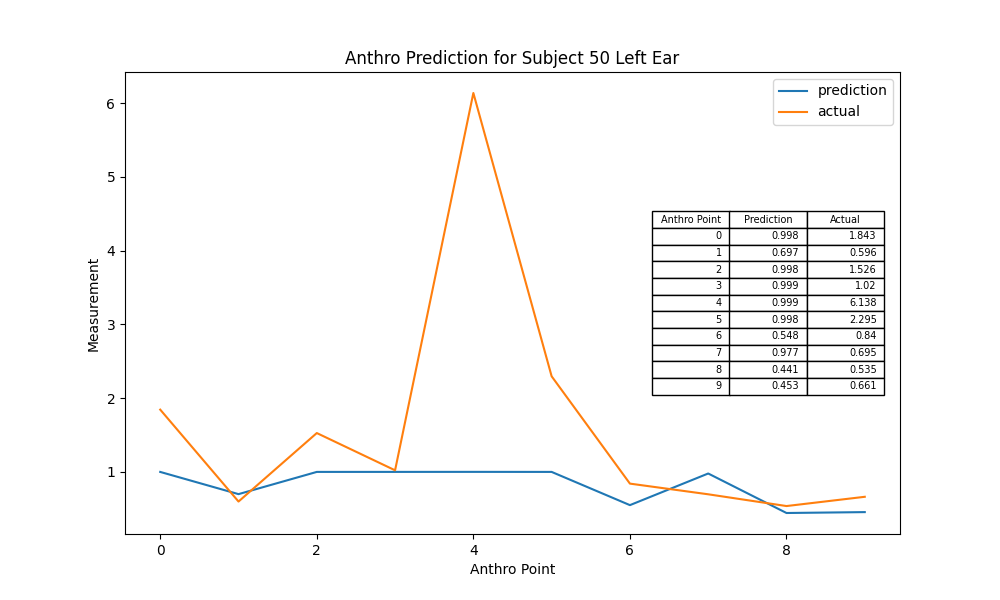 Anthro Prediction for Subject 50 Left Ear
prediction
actual
6
5
4
3
2
1
Measurement
Anthro Point Prediction Actual
0 0.998 1.843
1 0.697 0.596
2 0.998 1.526
3 0.999 1.02
4 0.999 6.138
5 0.998 2.295
6 0.548 0.84
7 0.977 0.695
8 0.441 0.535
9 0.453 0.661
0 2 4 6 8
Anthro Point